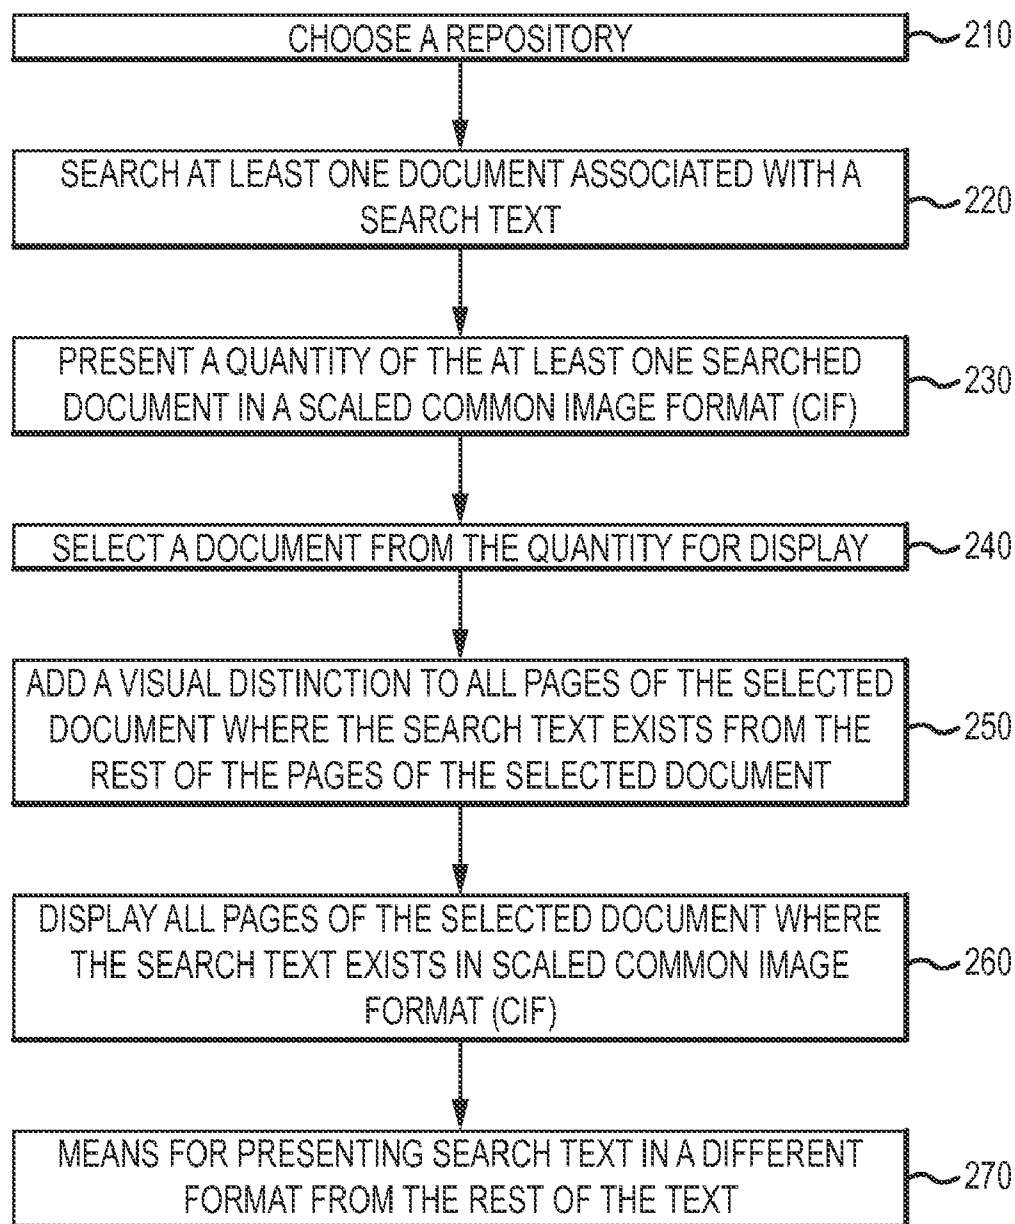 CHOOSE A REPOSITORY
210
SEARCH AT LEAST ONE DOCUMENT ASSOCIATED WITH A
SEARCH TEXT
220
PRESENT A QUANTITY OF THE AT LEAST ONE SEARCHED
DOCUMENT IN A SCALED COMMON IMAGE FORMAT (CIF)
230
SELECT A DOCUMENT FROM THE QUANTITY FOR DISPLAY
240
ADD A VISUAL DISTINCTION TO ALL PAGES OF THE SELECTED
DOCUMENT WHERE THE SEARCH TEXT EXISTS FROM THE
REST OF THE PAGES OF THE SELECTED DOCUMENT
250
DISPLAY ALL PAGES OF THE SELECTED DOCUMENT WHERE
THE SEARCH TEXT EXISTS IN SCALED COMMON IMAGE
FORMAT (CIF)
260
MEANS FOR PRESENTING SEARCH TEXT IN A DIFFERENT
FORMAT FROM THE REST OF THE TEXT
270